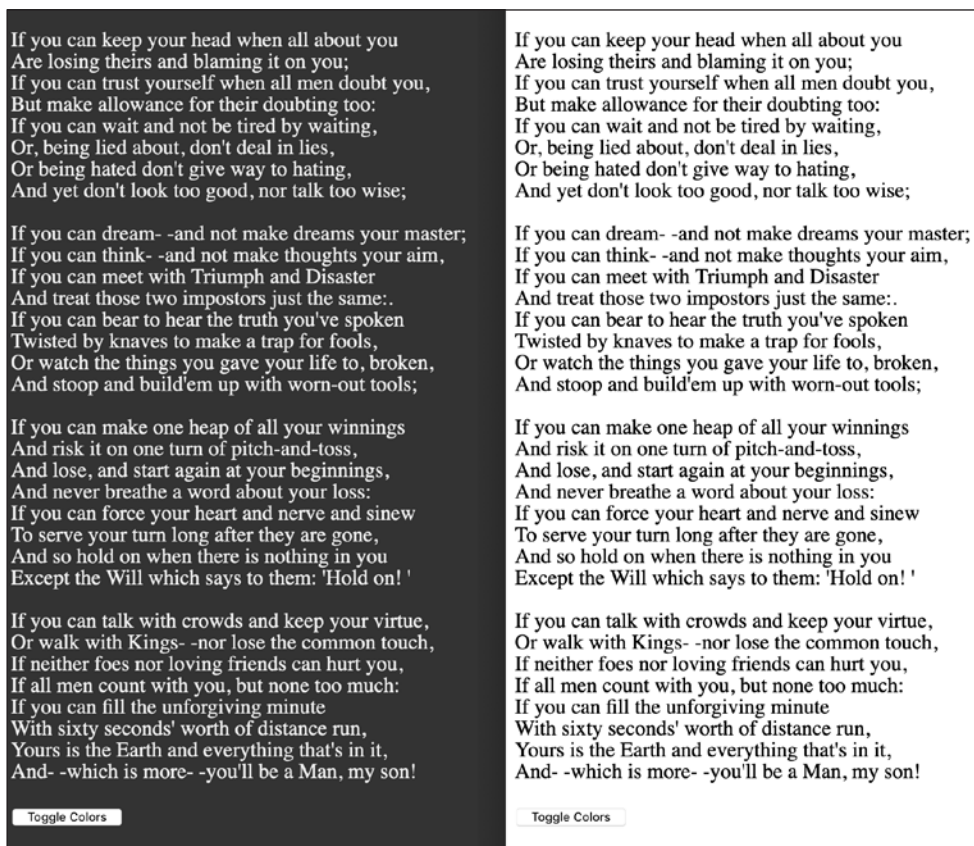 If you can keep your head when all about you
Are losing theirs and blaming it on you;
If you can trust yourself when all men doubt you,
But make allowance for their doubting too:
If you can wait and not be tired by waiting,
Or, being lied about, don't deal in lies,
Or being hated don't give way to hating,
And yet don't look too good, nor talk too wise;

If you can dream- -and not make dreams your master;
If you can think- -and not make thoughts your aim,
If you can meet with Triumph and Disaster
And treat those two impostors just the same:.
If you can bear to hear the truth you've spoken
Twisted by knaves to make a trap for fools,
Or watch the things you gave your life to, broken,
And stoop and build'em up with worn-out tools;

If you can make one heap of all your winnings
And risk it on one turn of pitch-and-toss,
And lose, and start again at your beginnings,
And never breathe a word about your loss:
If you can force your heart and nerve and sinew
To serve your turn long after they are gone,
And so hold on when there is nothing in you
Except the Will which says to them: 'Hold on! '

If you can talk with crowds and keep your virtue,
Or walk with Kings- -nor lose the common touch,
If neither foes nor loving friends can hurt you,
If all men count with you, but none too much:
If you can fill the unforgiving minute
With sixty seconds' worth of distance run,
Yours is the Earth and everything that's in it,
And- -which is more- -you'll be a Man, my son!

Toggle Colors

If you can keep your head when all about you
Are losing theirs and blaming it on you;
If you can trust yourself when all men doubt you,
But make allowance for their doubting too:
If you can wait and not be tired by waiting,
Or, being lied about, don't deal in lies,
Or being hated don't give way to hating,
And yet don't look too good, nor talk too wise;

If you can dream- -and not make dreams your master;
If you can think- -and not make thoughts your aim,
If you can meet with Triumph and Disaster
And treat those two impostors just the same:.
If you can bear to hear the truth you've spoken
Twisted by knaves to make a trap for fools,
Or watch the things you gave your life to, broken,
And stoop and build'em up with worn-out tools;

If you can make one heap of all your winnings
And risk it on one turn of pitch-and-toss,
And lose, and start again at your beginnings,
And never breathe a word about your loss:
If you can force your heart and nerve and sinew
To serve your turn long after they are gone,
And so hold on when there is nothing in you
Except the Will which says to them: 'Hold on! '

If you can talk with crowds and keep your virtue,
Or walk with Kings- -nor lose the common touch,
If neither foes nor loving friends can hurt you,
If all men count with you, but none too much:
If you can fill the unforgiving minute
With sixty seconds' worth of distance run,
Yours is the Earth and everything that's in it,
And- -which is more- -you'll be a Man, my son!

Toggle Colors